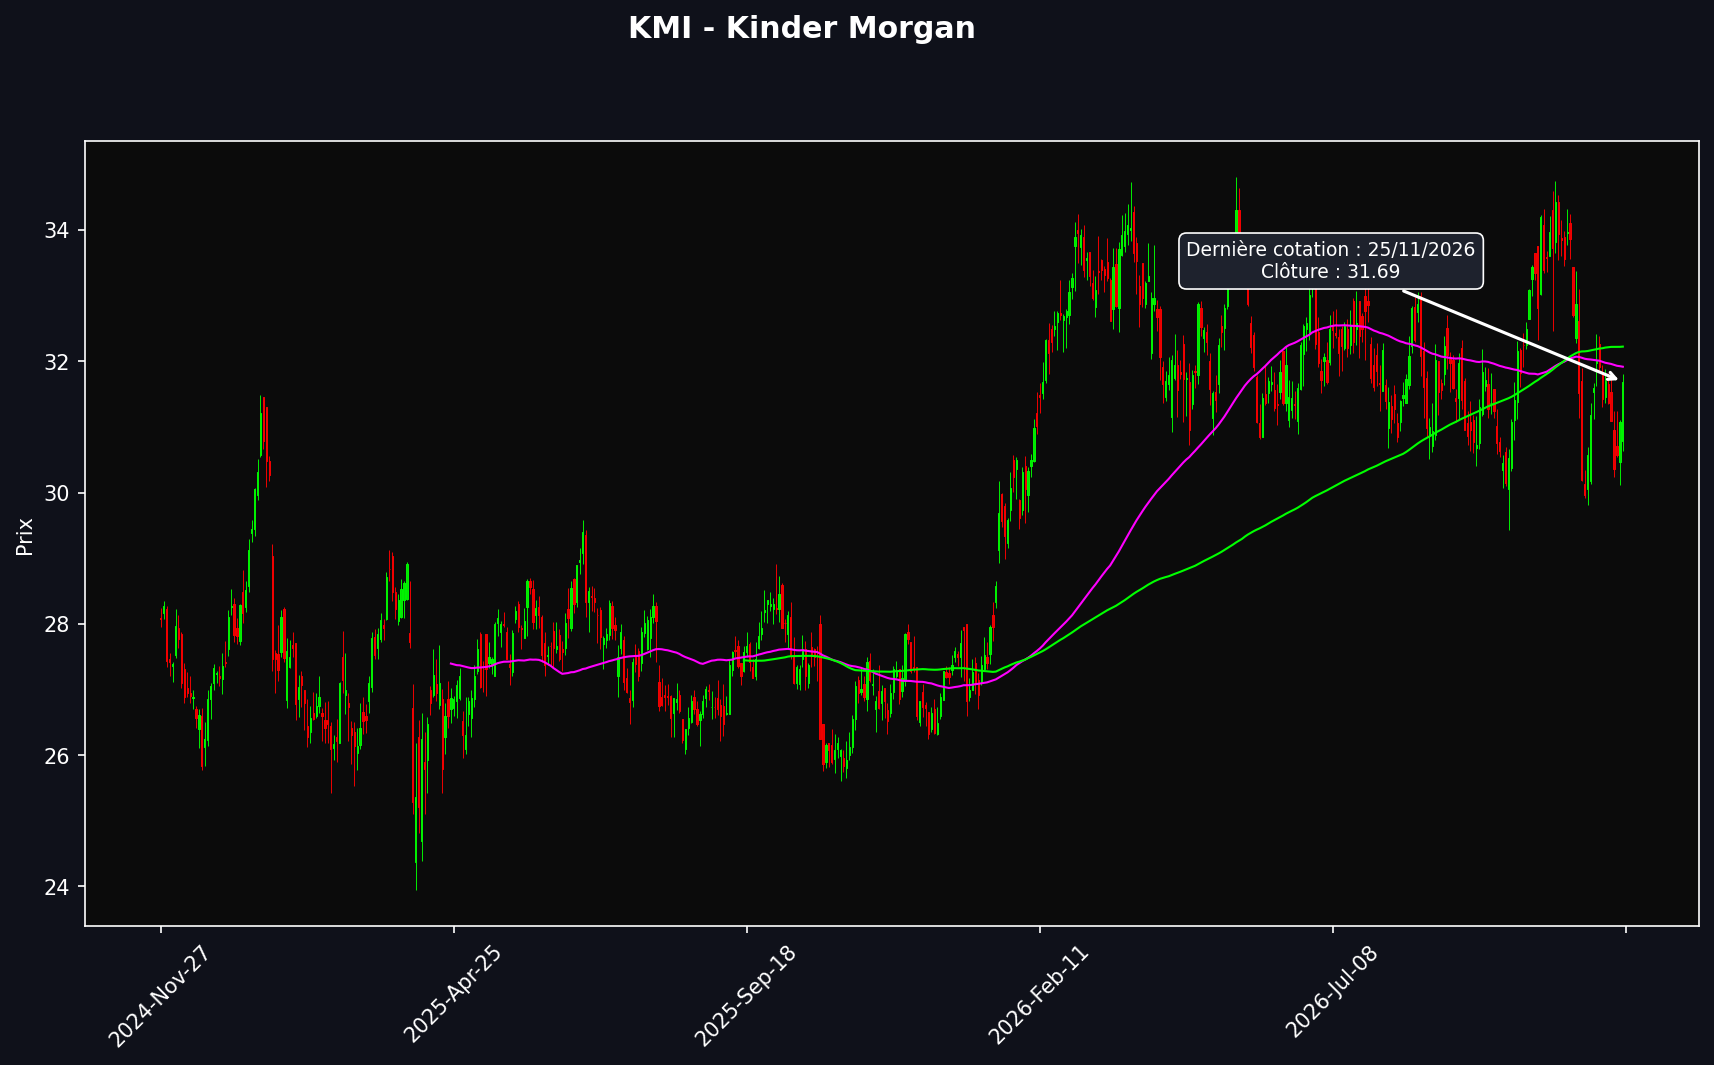 KMI - Kinder Morgan
Dernière cotation : 25/11/2026
Clôture : 31.69
Prix
34
32
30
28
26
24
2024-Nov-27
2025-Apr-25
2025-Sep-18
2026-Feb-11
2026-Jul-08